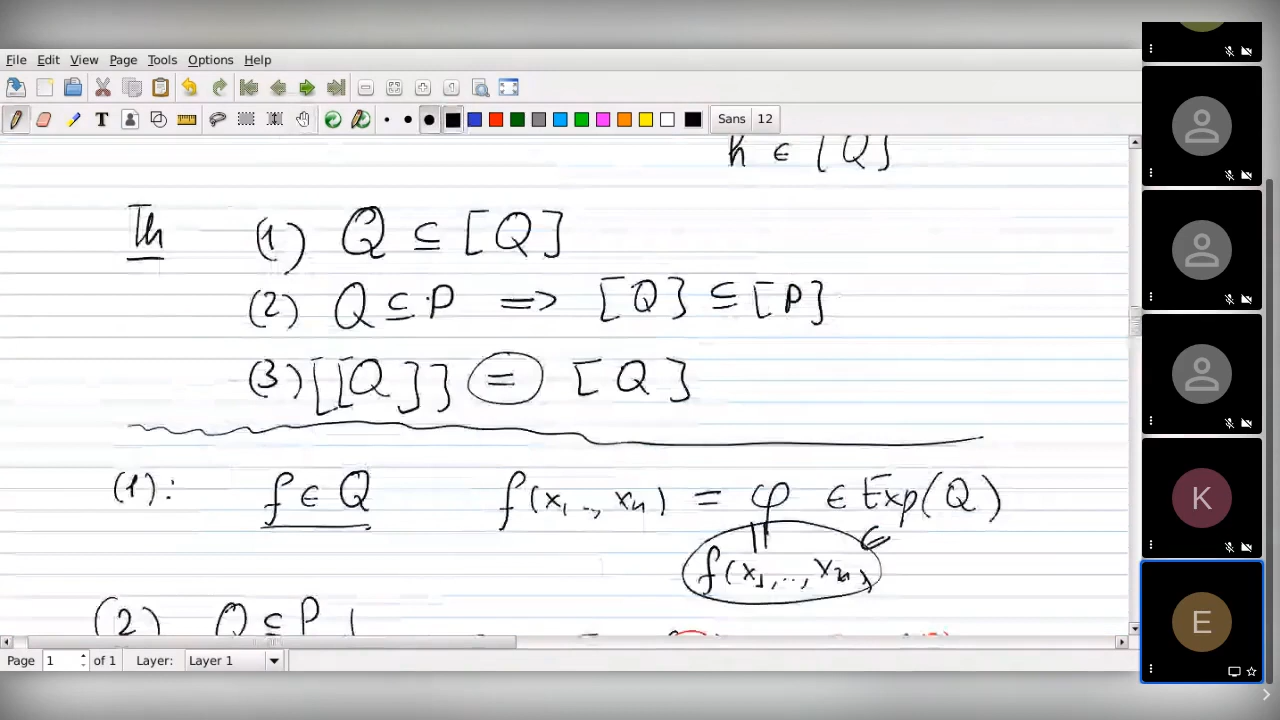 File Edit View Page Tools Options Help
Sans 12
K ∈ [Q]
Th (1) Q ⊆ [Q]
(2) Q ⊆ P => [Q] ⊆ [P]
(3) [[Q]] = [Q]
(1): f ∈ Q f(x1, .., xn) = φ ∈ Exp(Q)
f(x1, .., xn) ∈
(2) Q ⊆ P
Page 1 of 1 Layer: Layer 1
K
E